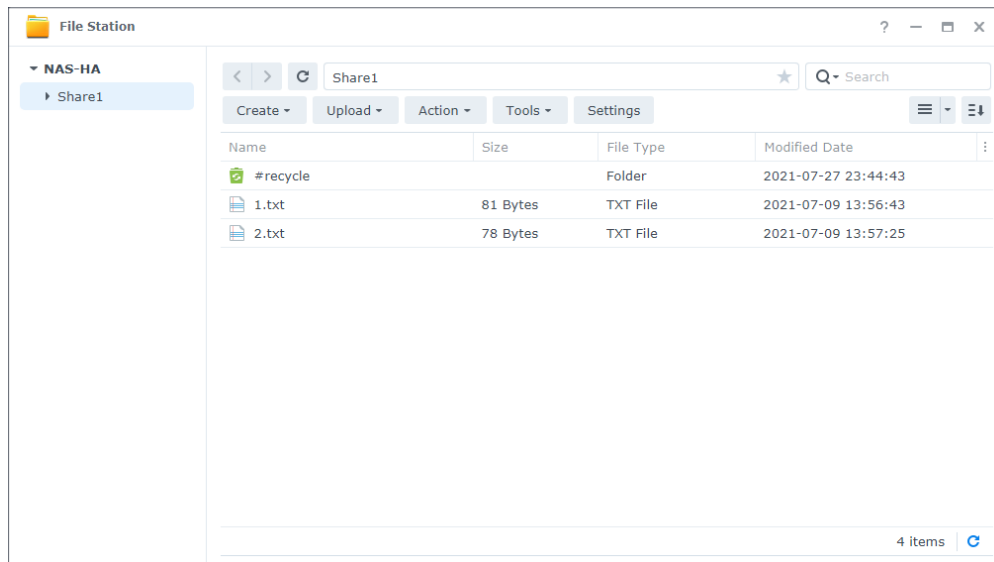 File Station
NAS-HA
Share1
Share1
Search
Create Upload Action Tools Settings
Name Size File Type Modified Date
#recycle Folder 2021-07-27 23:44:43
1.txt 81 Bytes TXT File 2021-07-09 13:56:43
2.txt 78 Bytes TXT File 2021-07-09 13:57:25
4 items